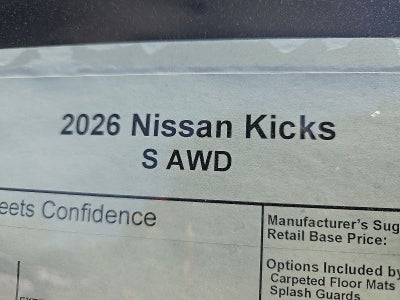 2026 Nissan Kicks
S AWD
eets Confidence
Manufacturer's Sug
Retail Base Price:
Options Included by
Carpeted Floor Mats
Splash Guards